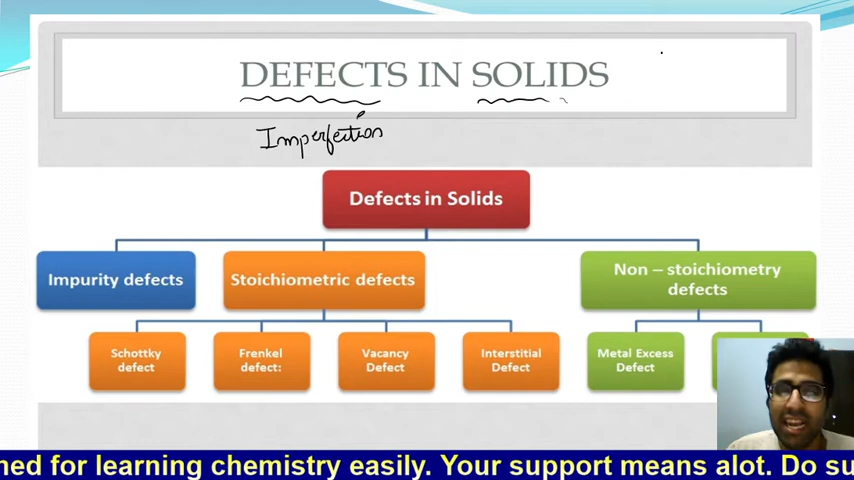 DEFECTS IN SOLIDS
Imperfection
Defects in Solids
Impurity defects
Stoichiometric defects
Non – stoichiometry
defects
Schottky
defect
Frenkel
defect:
Vacancy
Defect
Interstitial
Defect
Metal Excess
Defect
ned for learning chemistry easily. Your support means alot. Do su